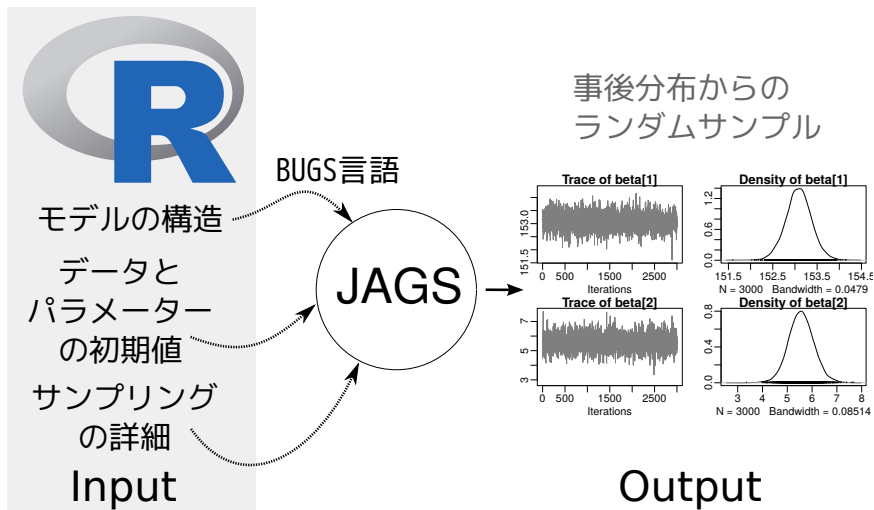 R
モデルの構造
データと
パラメーター
の初期値
サンプリング
の詳細
Input
BUGS言語
JAGS
事後分布からの
ランダムサンプル
Trace of beta[1]
151.5 153.0
0 500 1500 2500
Iterations
Density of beta[1]
0.0 0.6 1.2
151.5 152.5 153.5 154.5
N = 3000 Bandwidth = 0.0479
Trace of beta[2]
3 5 7
0 500 1500 2500
Iterations
Density of beta[2]
0.0 0.4 0.8
3 4 5 6 7 8
N = 3000 Bandwidth = 0.08514
Output